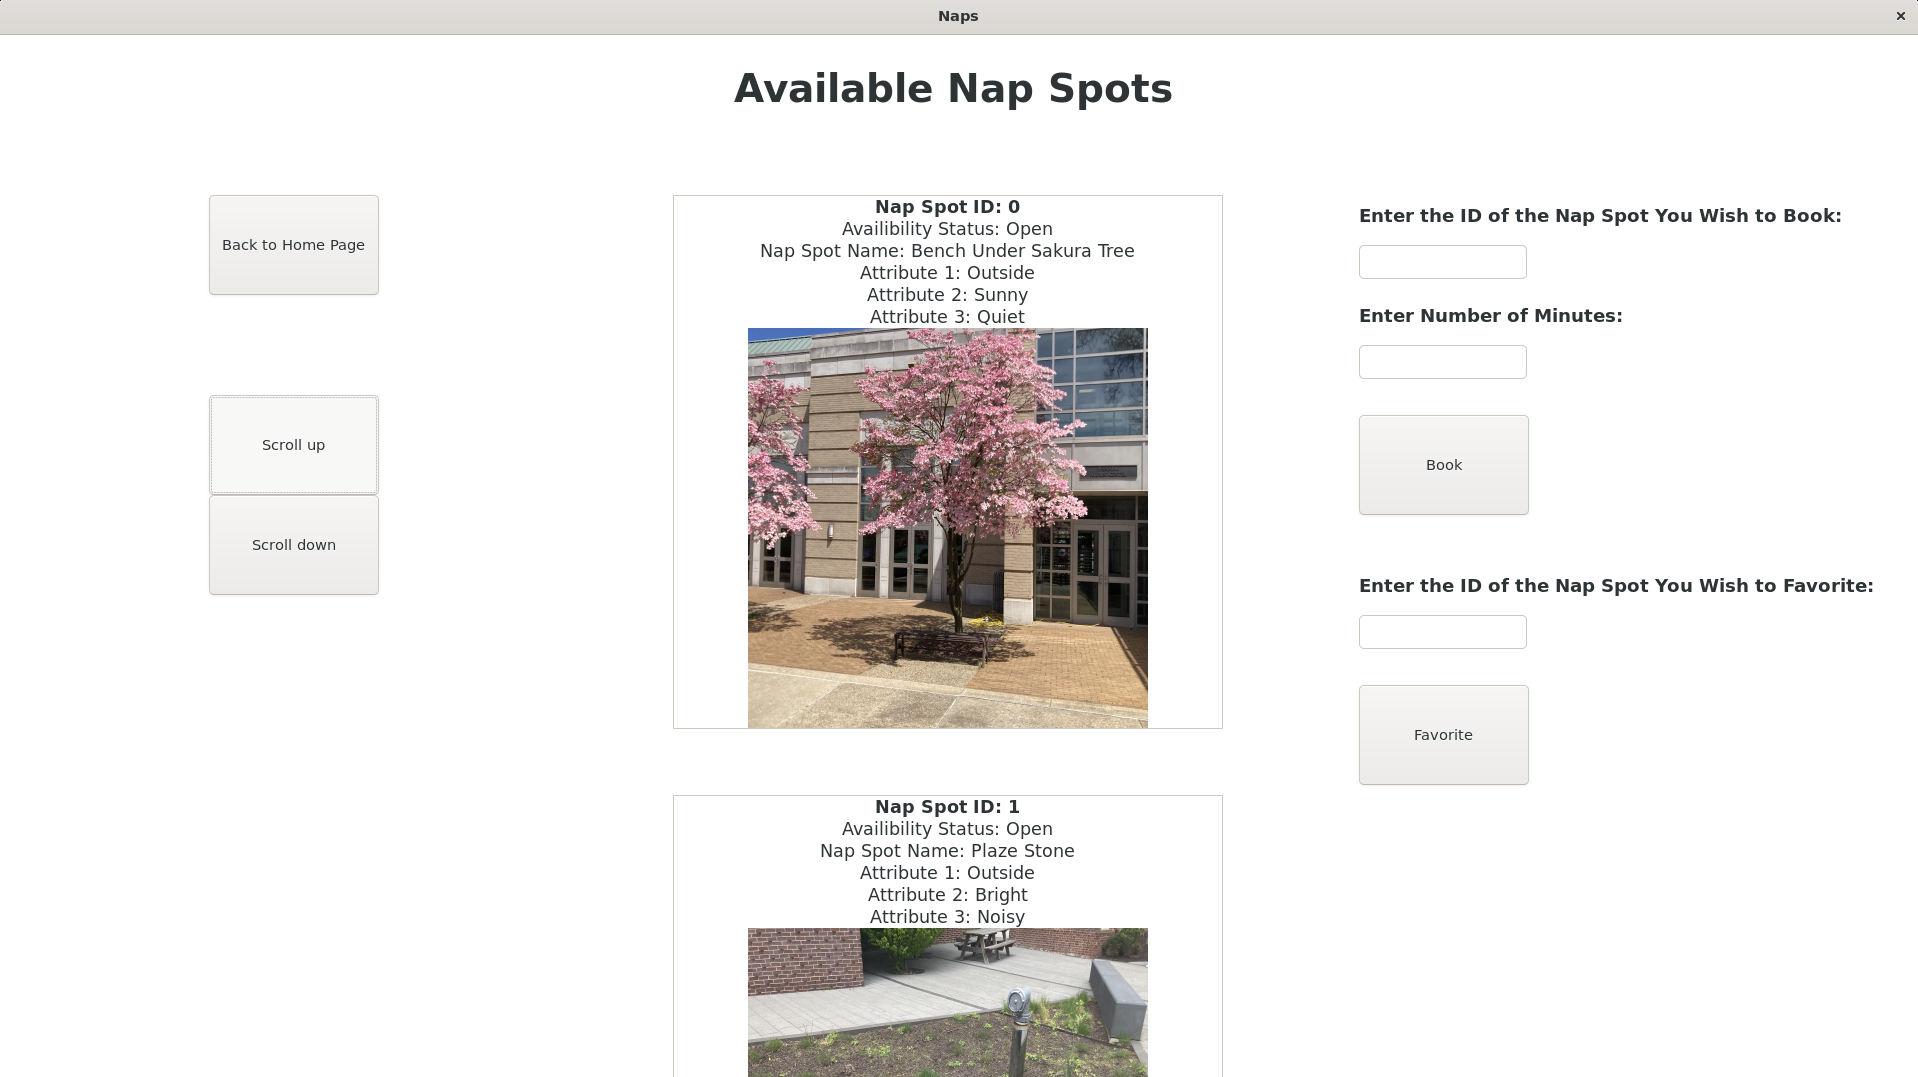 Naps
Available Nap Spots
Back to Home Page
Scroll up
Scroll down
Nap Spot ID: 0
Availibility Status: Open
Nap Spot Name: Bench Under Sakura Tree
Attribute 1: Outside
Attribute 2: Sunny
Attribute 3: Quiet
Nap Spot ID: 1
Availibility Status: Open
Nap Spot Name: Plaze Stone
Attribute 1: Outside
Attribute 2: Bright
Attribute 3: Noisy
Enter the ID of the Nap Spot You Wish to Book:
Enter Number of Minutes:
Book
Enter the ID of the Nap Spot You Wish to Favorite:
Favorite